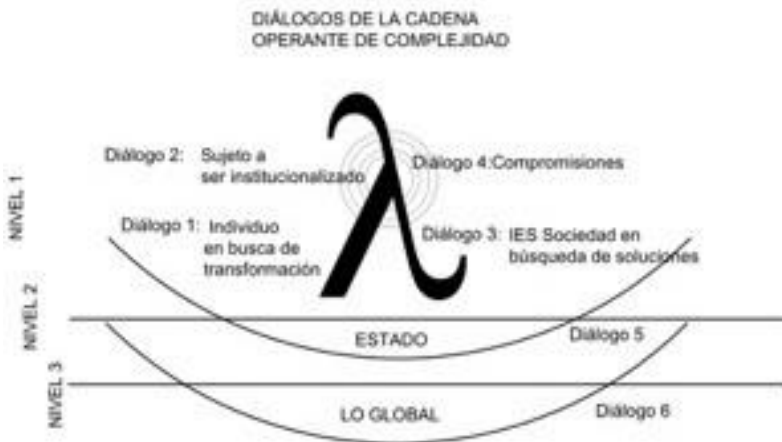 DIÁLOGOS DE LA CADENA
OPERANTE DE COMPLEJIDAD
NIVEL 1
Diálogo 2: Sujeto a
ser institucionalizado
λ
Diálogo 4:Compromisiones
Diálogo 1: Individuo
en busca de
transformación
Diálogo 3: IES Sociedad en
búsqueda de soluciones
NIVEL 2
ESTADO
Diálogo 5
NIVEL 3
LO GLOBAL
Diálogo 6